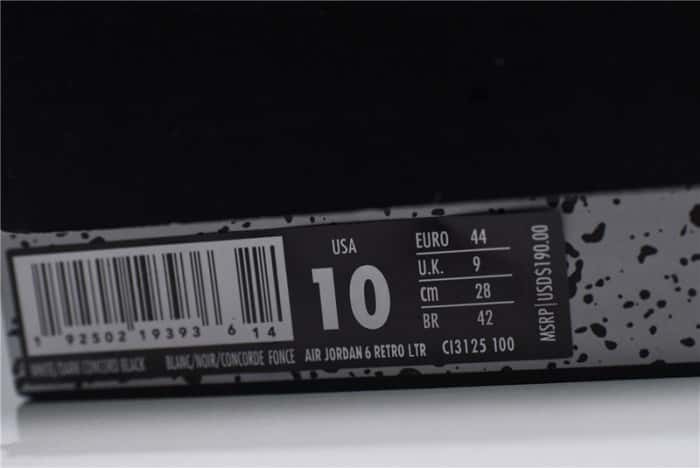 1 92502 19393 6 14
WHITE/DARK CONCORD BLACK BLANC/NOIR/CONCORDE FONCE
USA
10
EURO 44
U.K. 9
cm 28
BR 42
AIR JORDAN 6 RETRO LTR CI3125 100
MSRP|USD$190.00